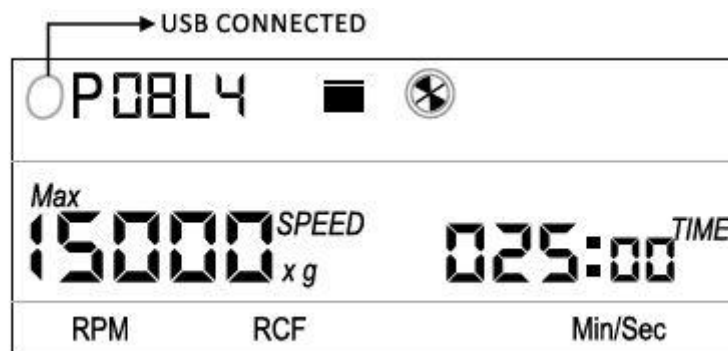 USB CONNECTED
P08L4
Max
15000 SPEED x g 025:00 TIME
RPM RCF Min/Sec